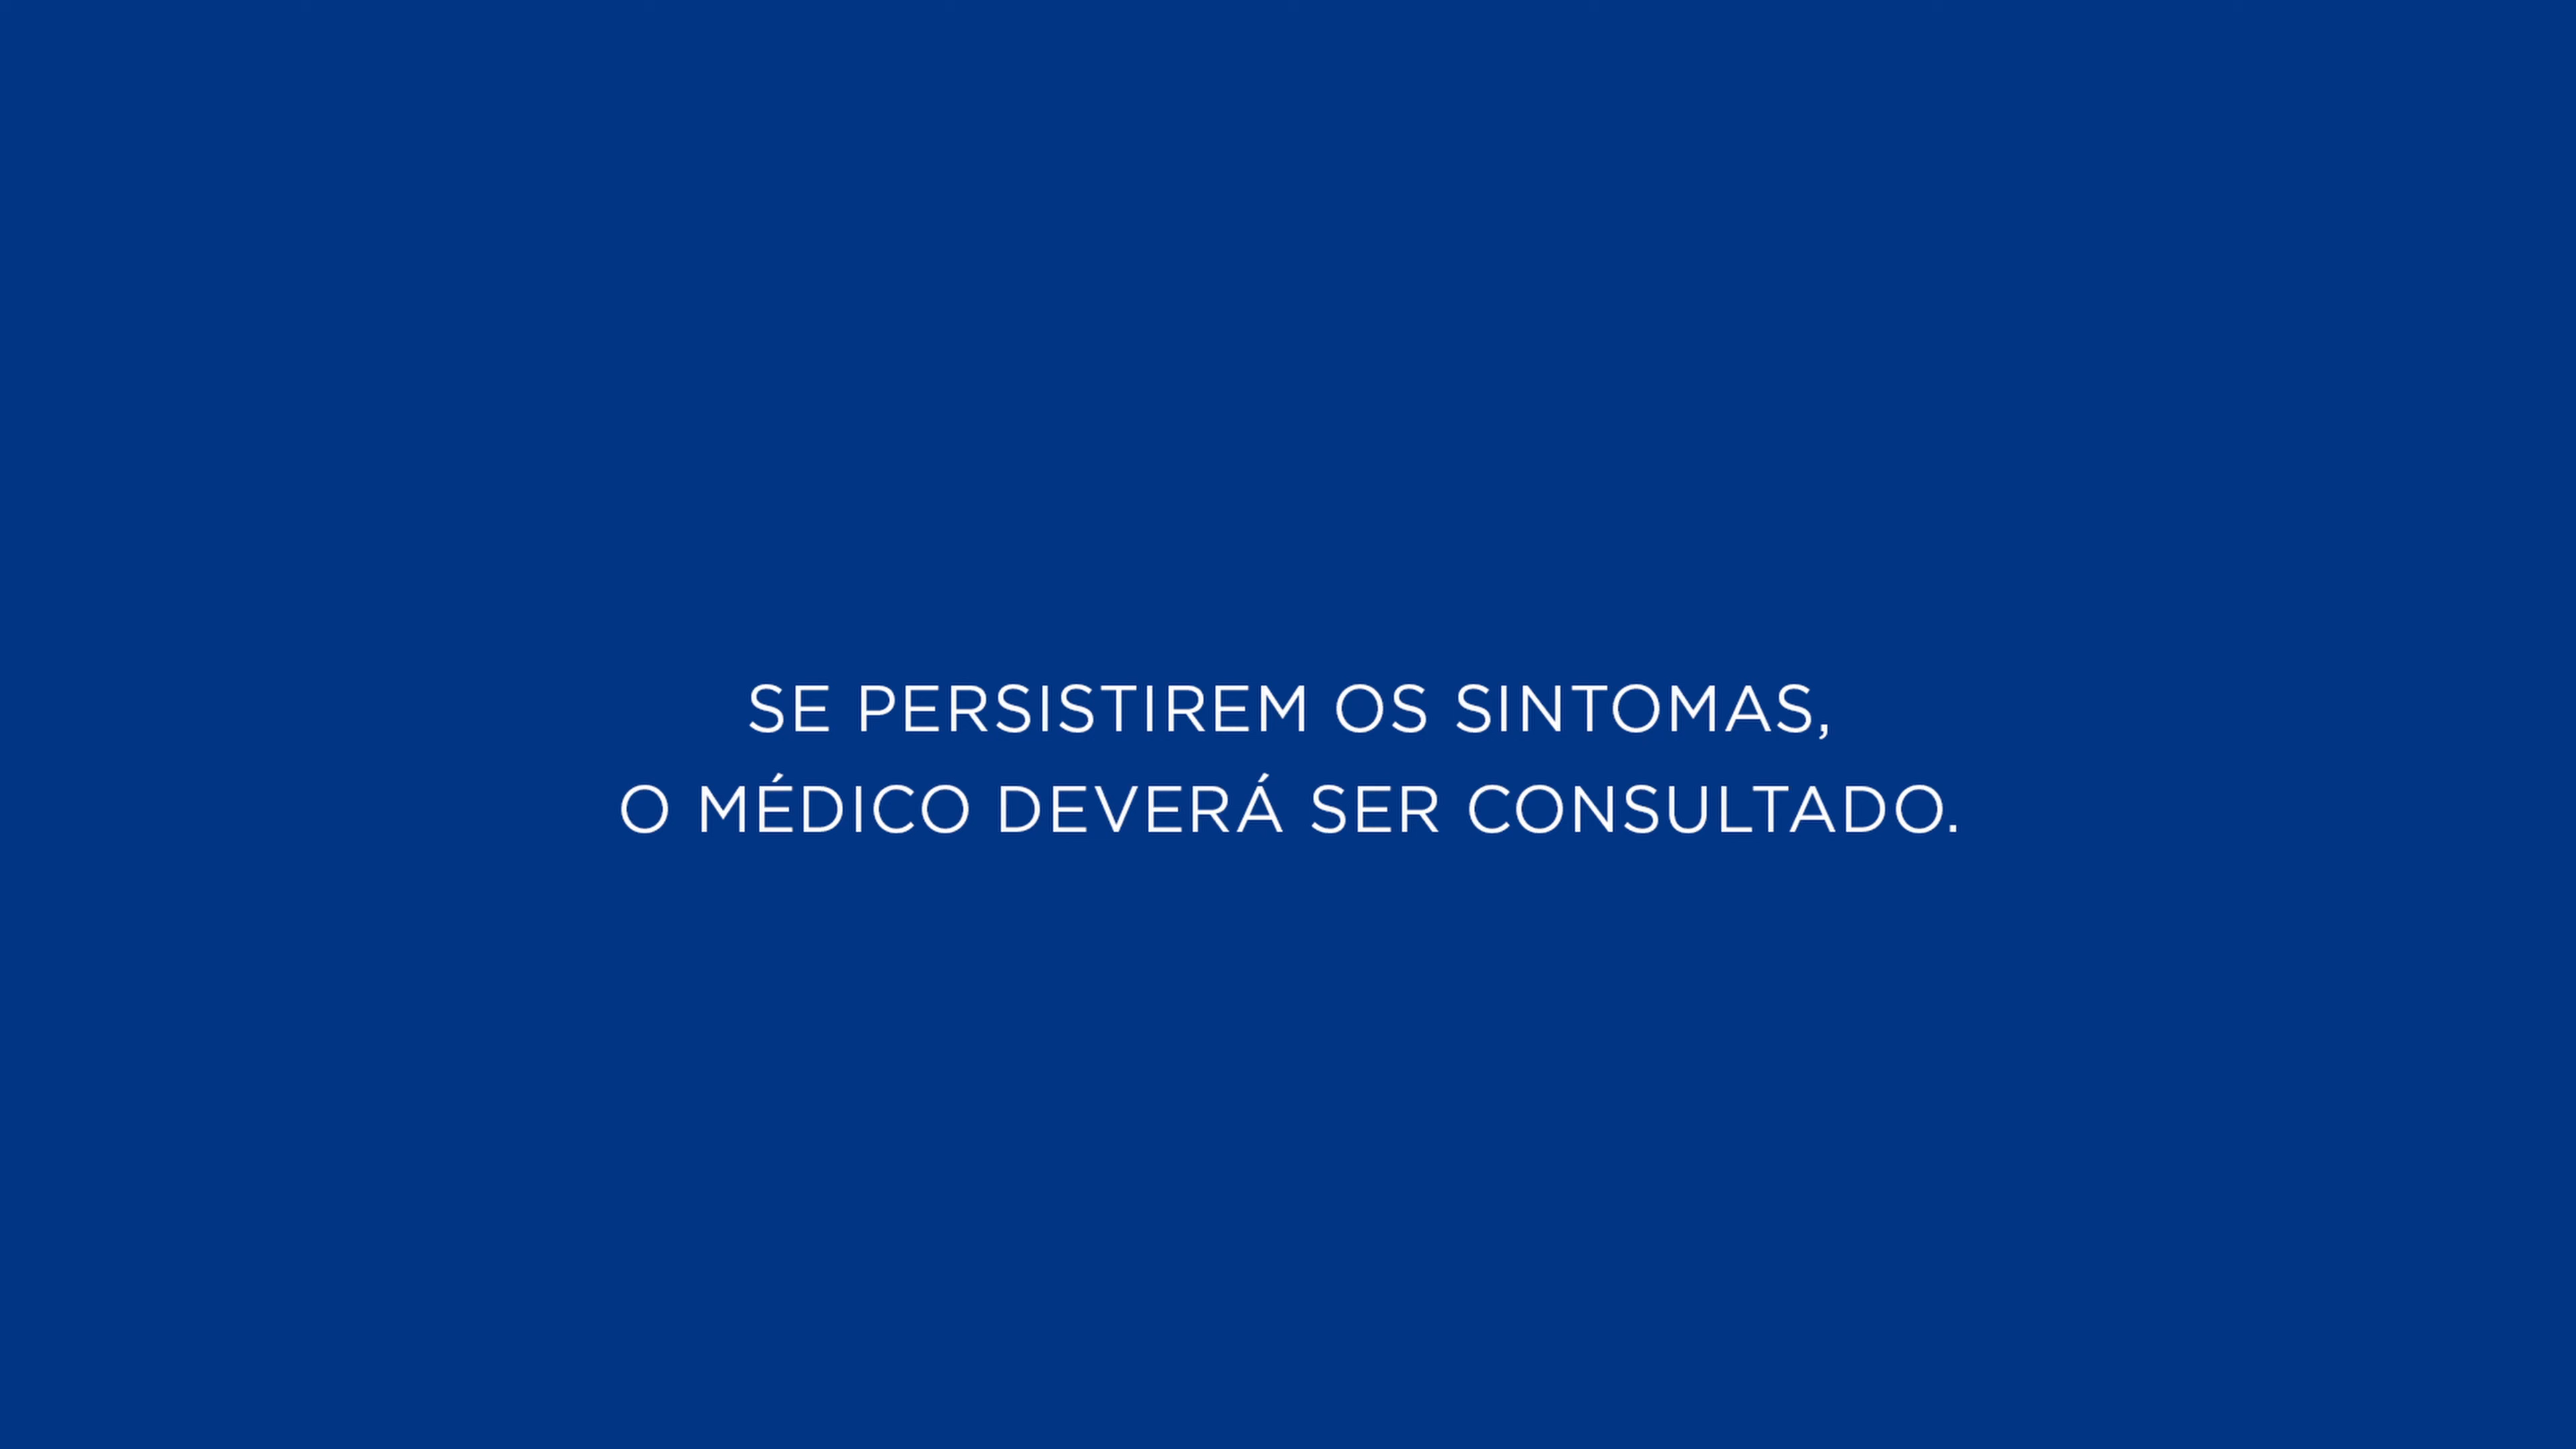 SE PERSISTIREM OS SINTOMAS,
O MÉDICO DEVERÁ SER CONSULTADO.